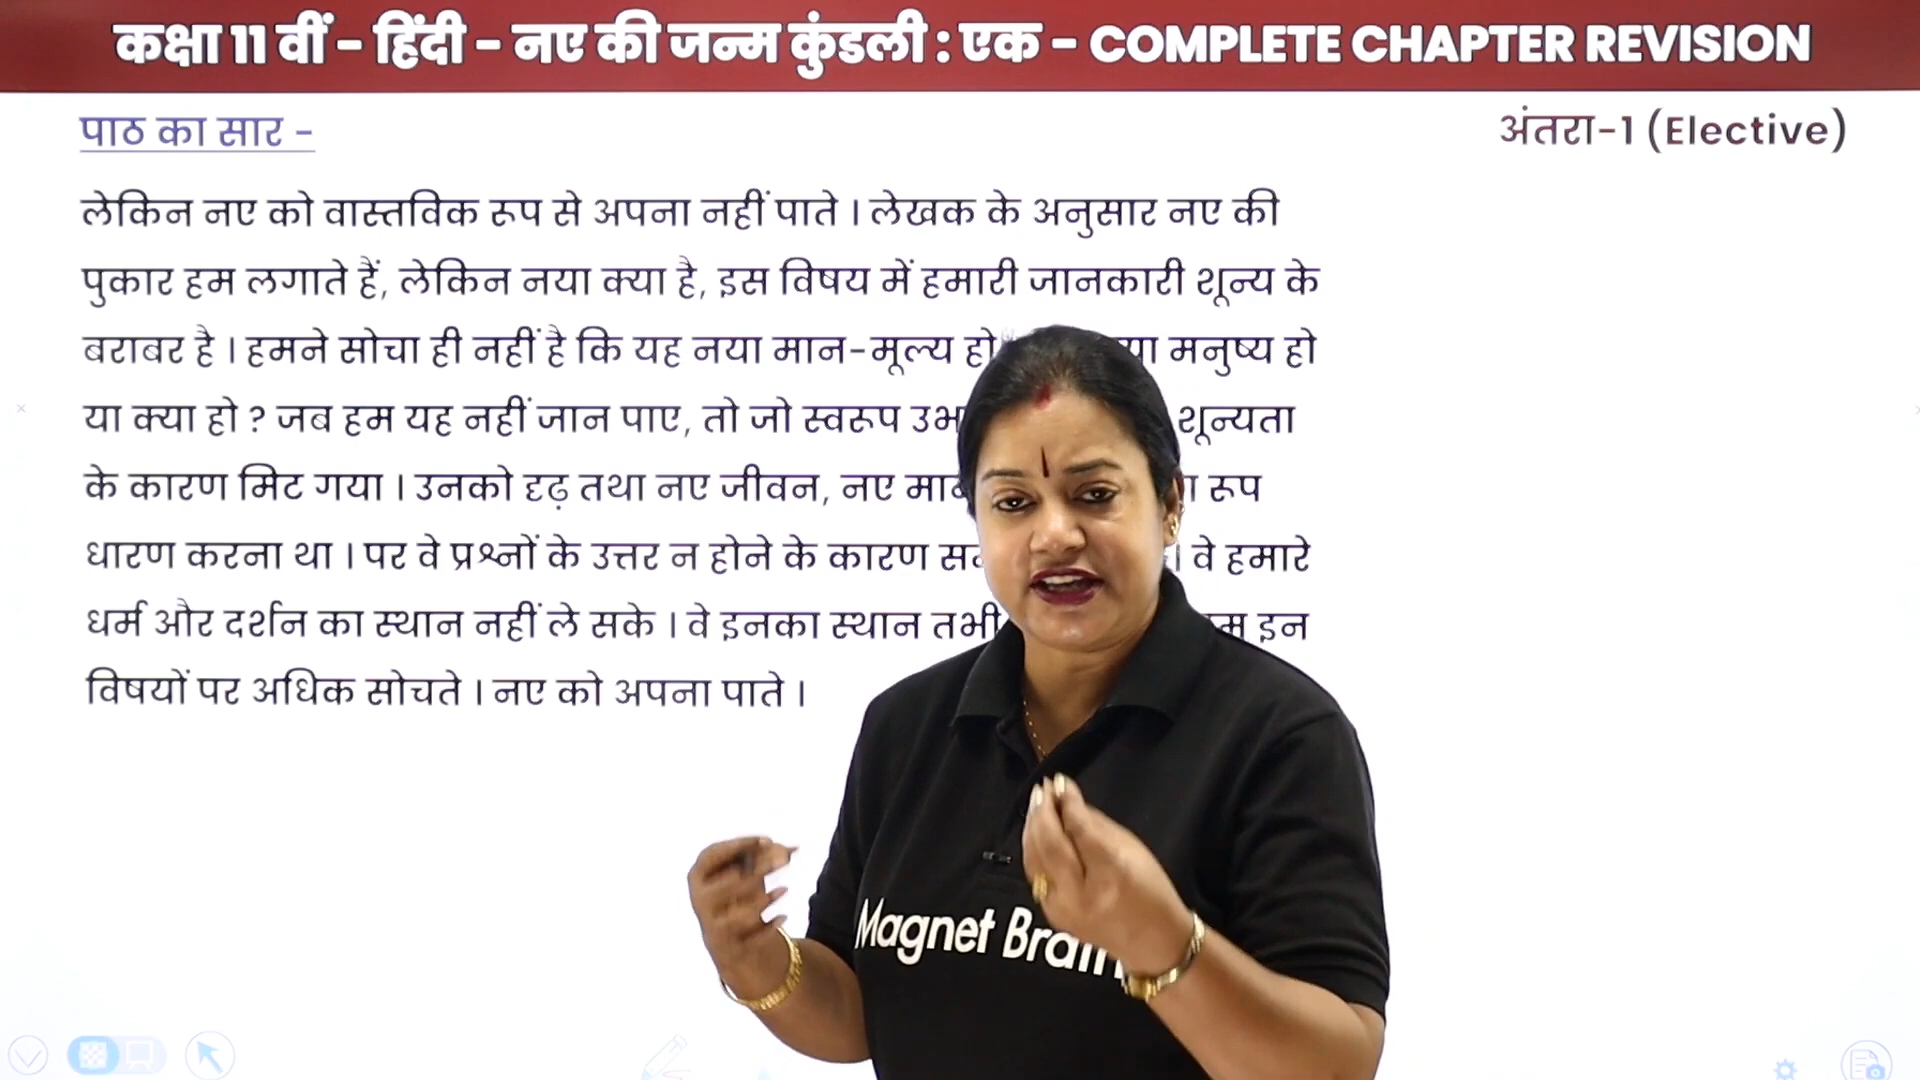 कक्षा 11 वीं - हिंदी - नए की जन्म कुंडली : एक - COMPLETE CHAPTER REVISION
पाठ का सार -
अंतरा-1 (Elective)
लेकिन नए को वास्तविक रूप से अपना नहीं पाते । लेखक के अनुसार नए की
पुकार हम लगाते हैं, लेकिन नया क्या है, इस विषय में हमारी जानकारी शून्य के
बराबर है । हमने सोचा ही नहीं है कि यह नया मान-मूल्य हो मनुष्य हो
या क्या हो ? जब हम यह नहीं जान पाए, तो जो स्वरूप शून्यता
के कारण मिट गया । उनको दृढ़ तथा नए जीवन, नए रूप
धारण करना था । पर वे प्रश्नों के उत्तर न होने के कारण वे हमारे
धर्म और दर्शन का स्थान नहीं ले सके । वे इनका स्थान तभी इन
विषयों पर अधिक सोचते । नए को अपना पाते ।
Magnet